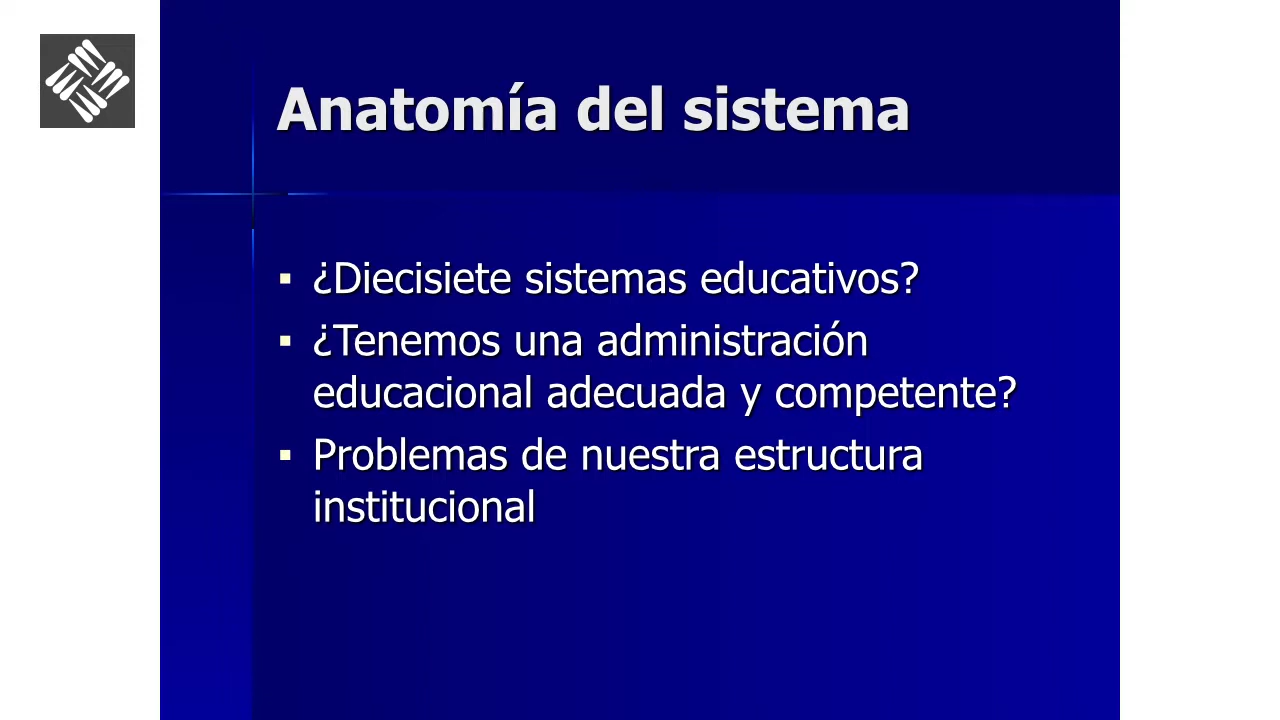 Anatomía del sistema
▪ ¿Diecisiete sistemas educativos?
▪ ¿Tenemos una administración
educacional adecuada y competente?
▪ Problemas de nuestra estructura
institucional